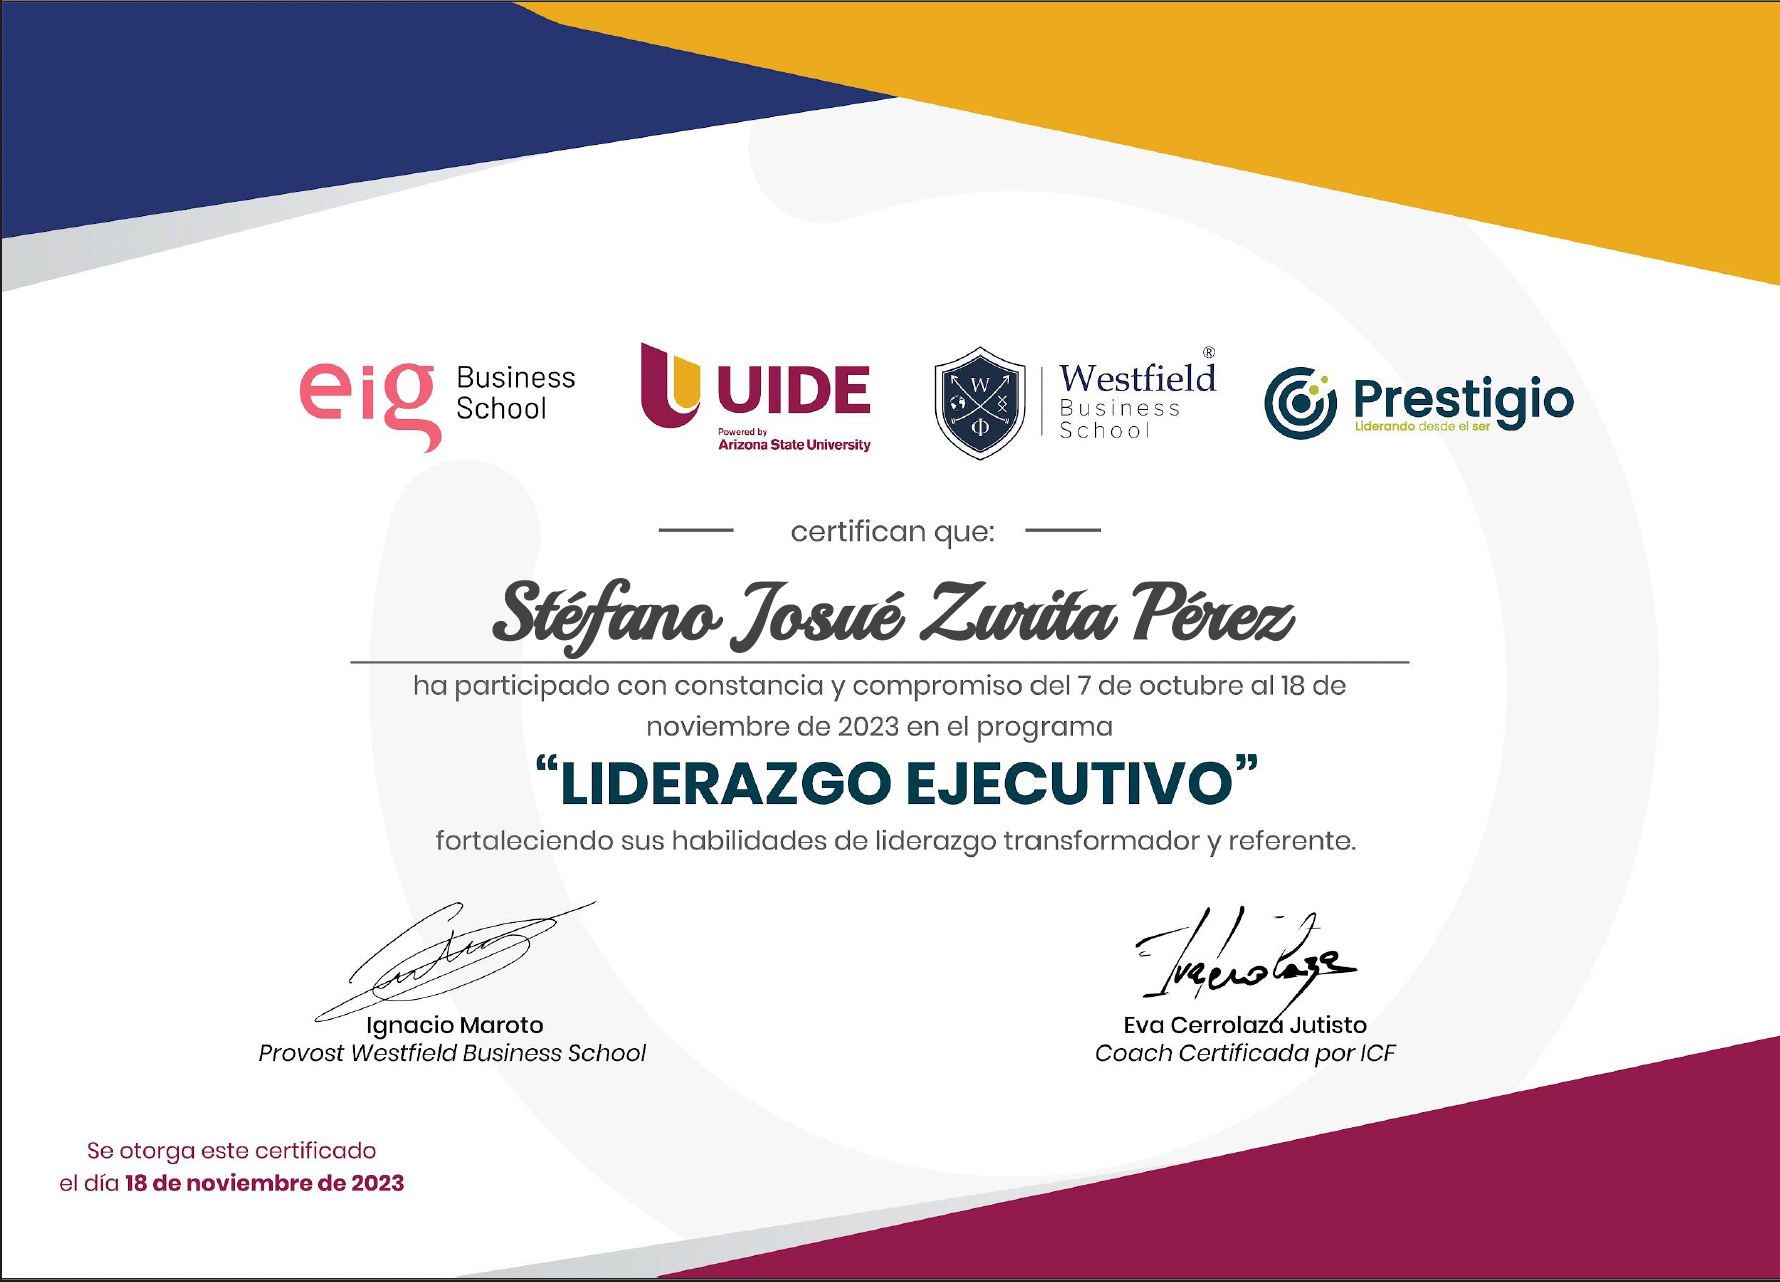 eig Business School
UIDE
Powered by
Arizona State University
W
Φ
Westfield®
Business
School
Prestigio
Liderando desde el ser
certifican que:
Stéfano Josué Zurita Pérez
ha participado con constancia y compromiso del 7 de octubre al 18 de
noviembre de 2023 en el programa
“LIDERAZGO EJECUTIVO”
fortaleciendo sus habilidades de liderazgo transformador y referente.
Ignacio Maroto
Provost Westfield Business School
Eva Cerrolaza Jutisto
Coach Certificada por ICF
Se otorga este certificado
el día 18 de noviembre de 2023